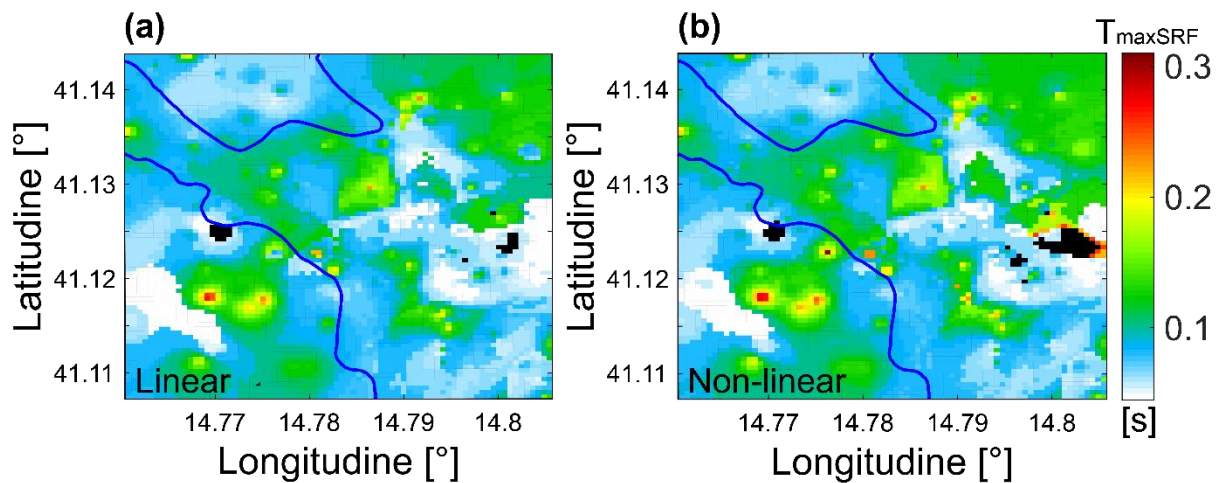 (a)
(b)
TmaxSRF
41.14
41.13
41.12
41.11
Latitudine [°]
Linear
14.77
14.78
14.79
14.8
Longitudine [°]
41.14
41.13
41.12
41.11
Latitudine [°]
Non-linear
14.77
14.78
14.79
14.8
Longitudine [°]
0.3
0.2
0.1
[s]